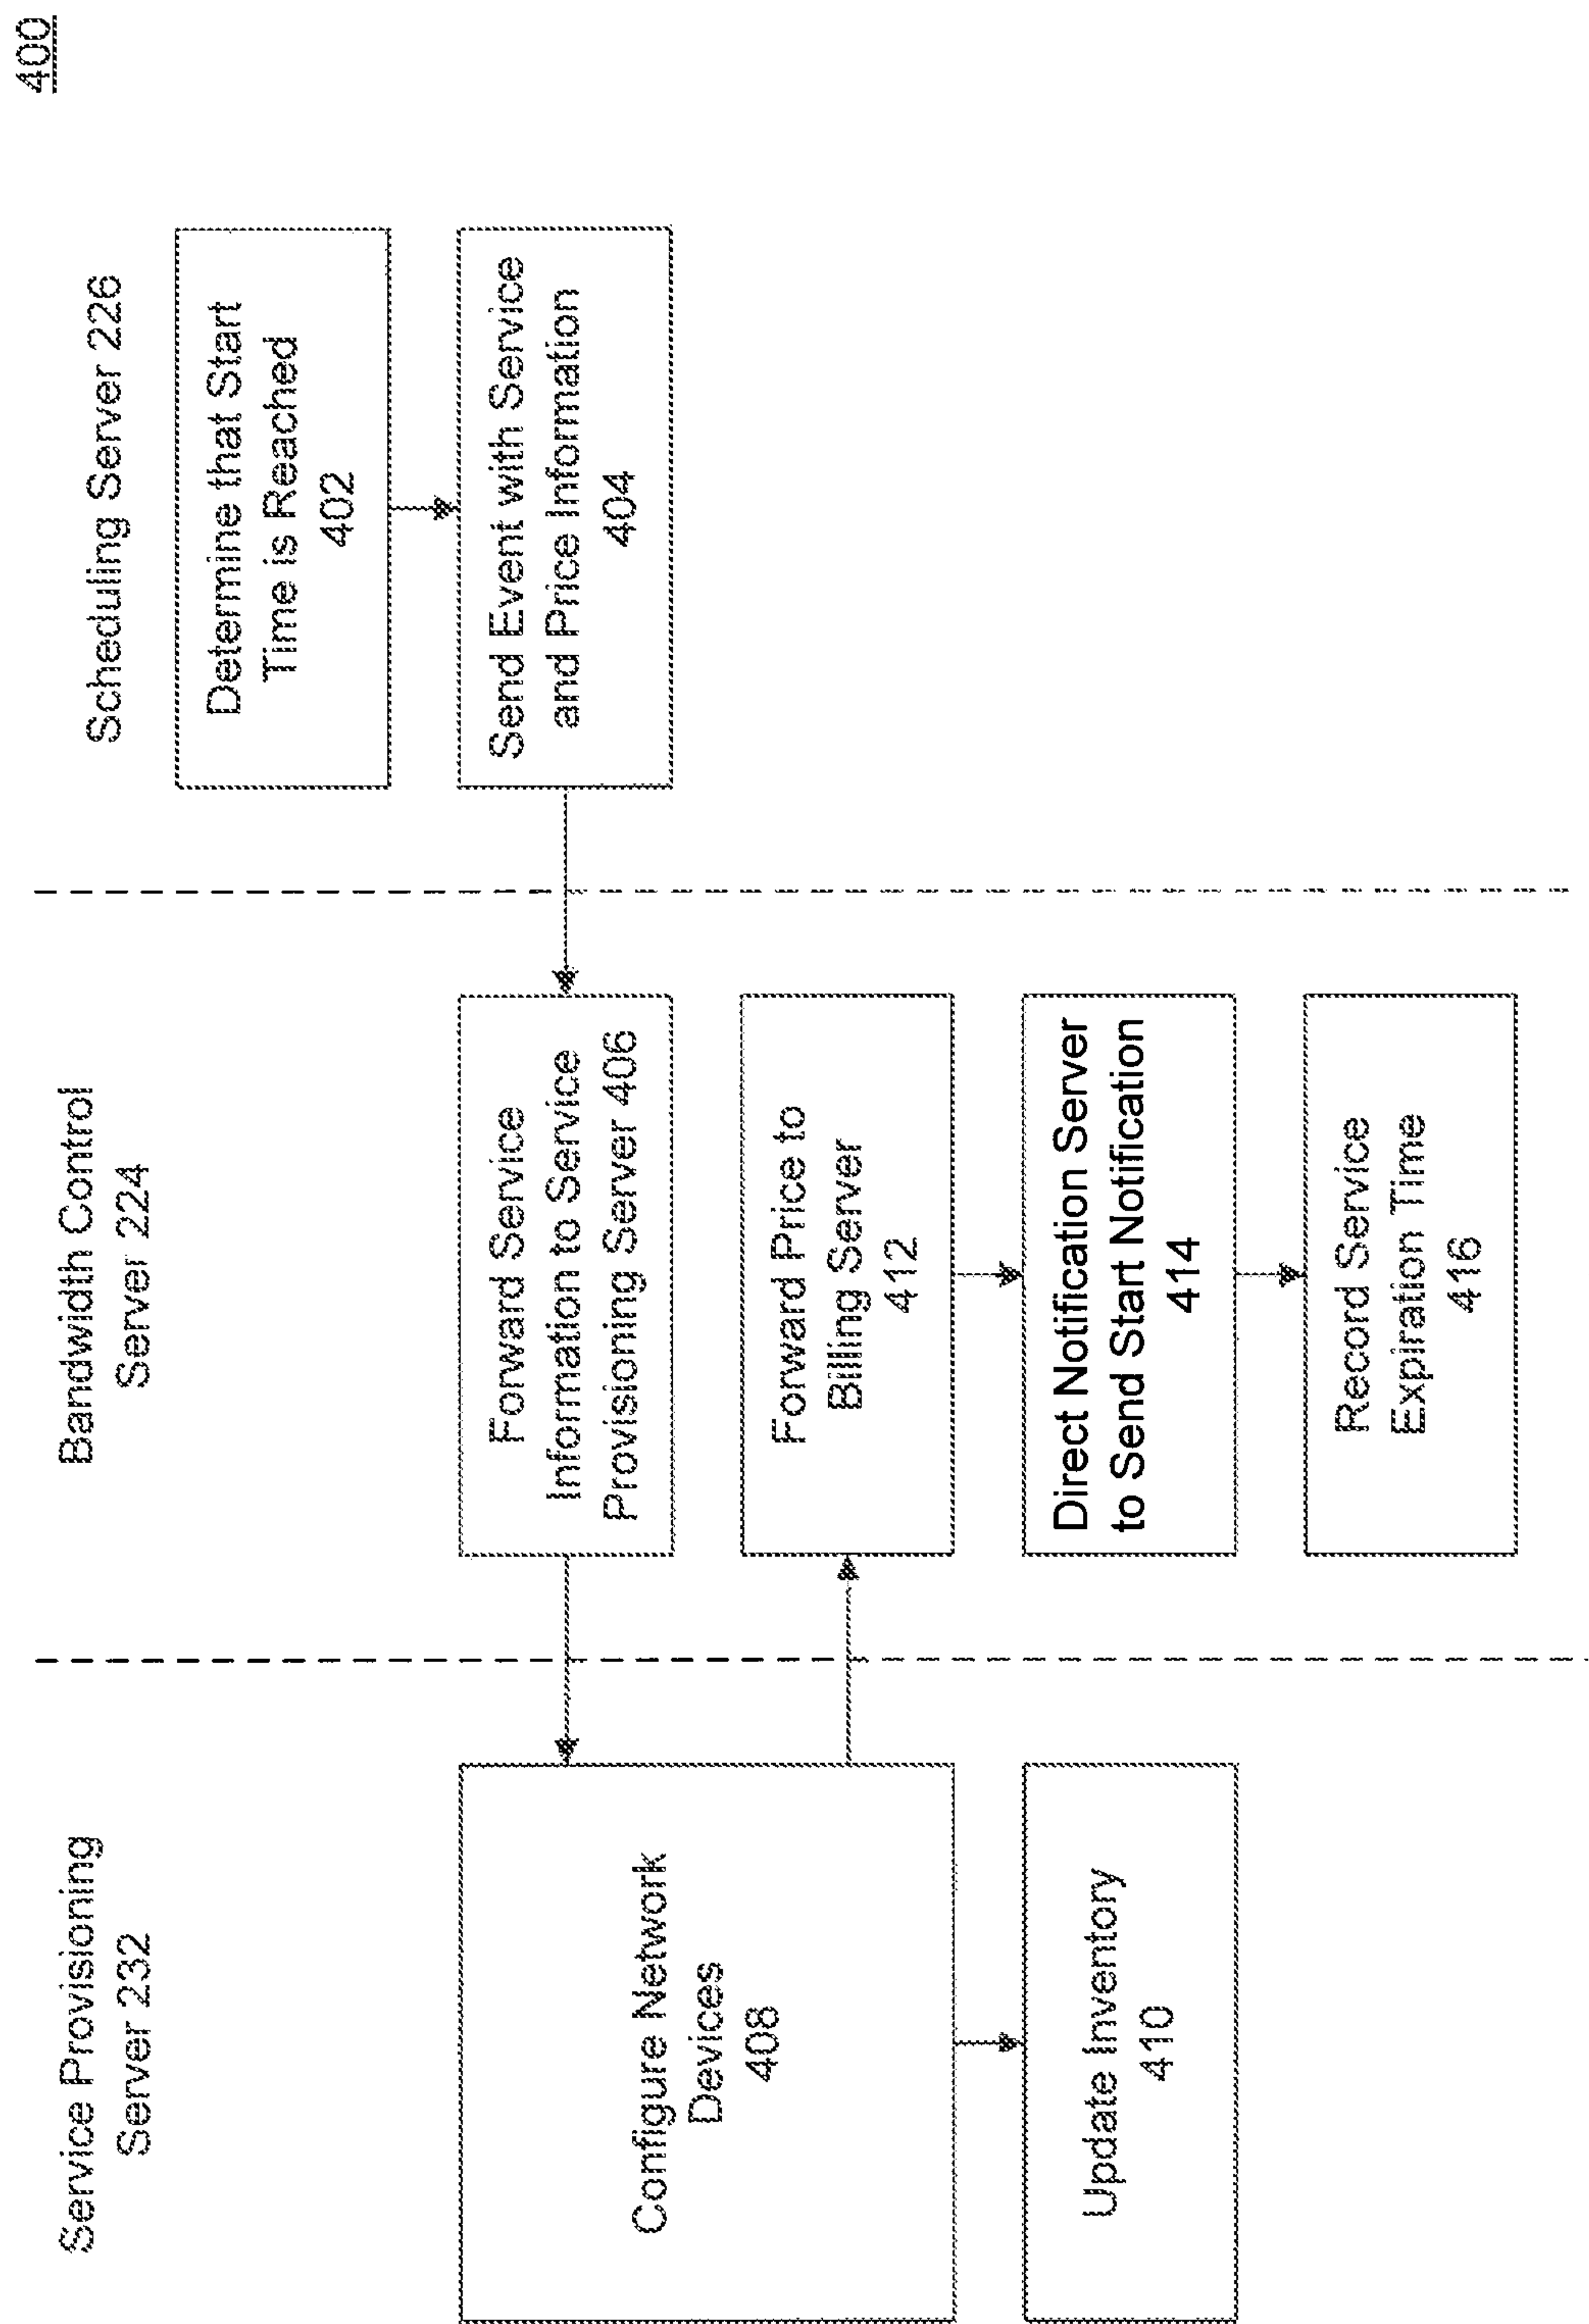 400
Service Provisioning
Server 232
Bandwidth Control
Server 224
Scheduling Server 226
Determine that Start
Time is Reached
402
Send Event with Service
and Price Information
404
Forward Service
Information to Service
Provisioning Server 406
Configure Network
Devices
408
Update Inventory
410
Forward Price to
Billing Server
412
Direct Notification Server
to Send Start Notification
414
Record Service
Expiration Time
416